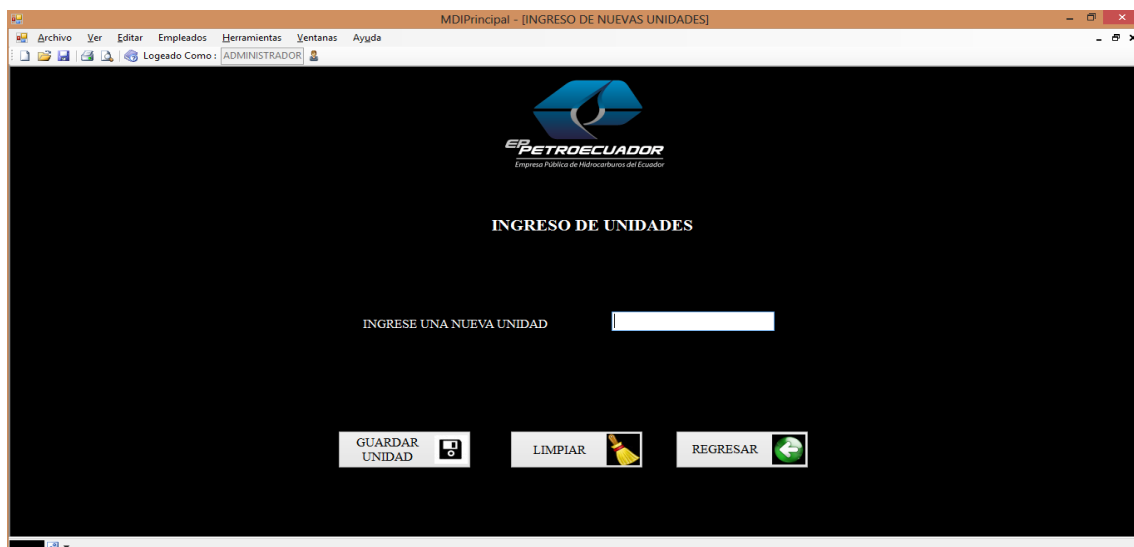 MDIPrincipal - [INGRESO DE NUEVAS UNIDADES]
Archivo Ver Editar Empleados Herramientas Ventanas Ayuda
Logeado Como : ADMINISTRADOR
EP PETROECUADOR
Empresa Pública de Hidrocarburos del Ecuador
INGRESO DE UNIDADES
INGRESE UNA NUEVA UNIDAD
GUARDAR UNIDAD LIMPIAR REGRESAR